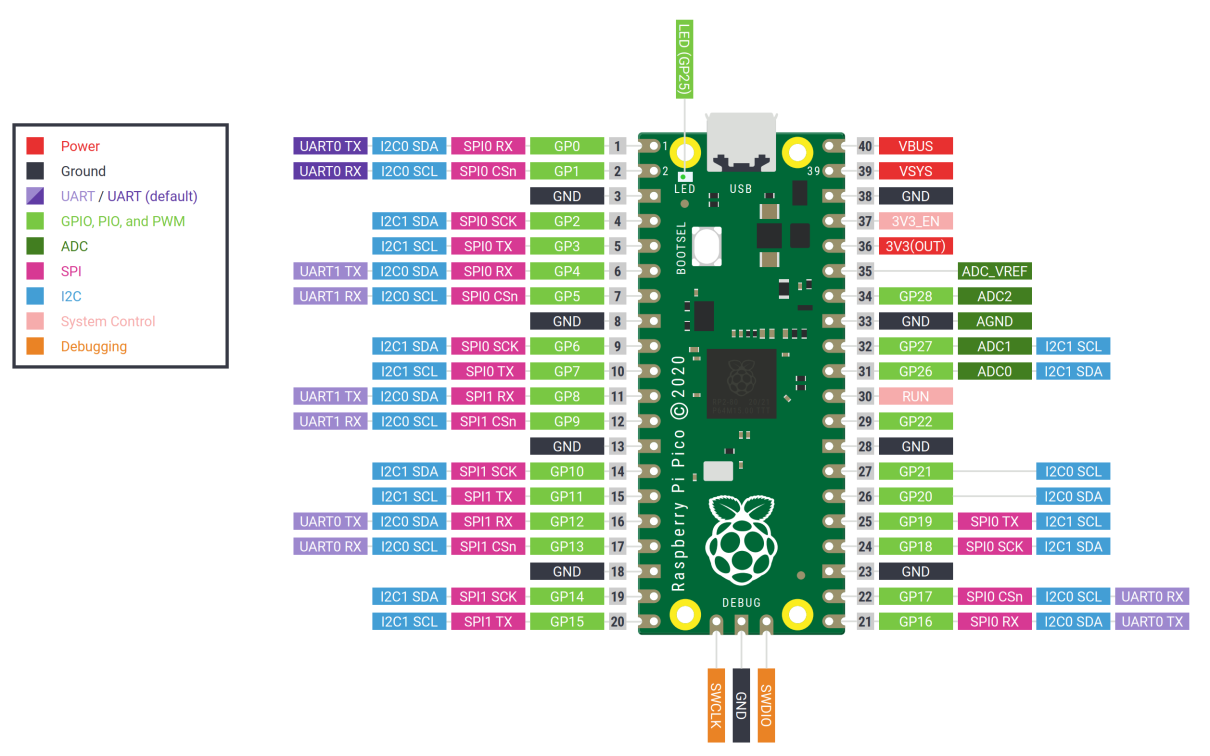 LED (GP25)
Power
Ground
UART / UART (default)
GPIO, PIO, and PWM
ADC
SPI
I2C
System Control
Debugging
UART0 TX I2C0 SDA SPI0 RX GP0 1
UART0 RX I2C0 SCL SPI0 CSn GP1 2
GND 3
I2C1 SDA SPI0 SCK GP2 4
I2C1 SCL SPI0 TX GP3 5
UART1 TX I2C0 SDA SPI0 RX GP4 6
UART1 RX I2C0 SCL SPI0 CSn GP5 7
GND 8
I2C1 SDA SPI0 SCK GP6 9
I2C1 SCL SPI0 TX GP7 10
UART1 TX I2C0 SDA SPI1 RX GP8 11
UART1 RX I2C0 SCL SPI1 CSn GP9 12
GND 13
I2C1 SDA SPI1 SCK GP10 14
I2C1 SCL SPI1 TX GP11 15
UART0 TX I2C0 SDA SPI1 RX GP12 16
UART0 RX I2C0 SCL SPI1 CSn GP13 17
GND 18
I2C1 SDA SPI1 SCK GP14 19
I2C1 SCL SPI1 TX GP15 20
1
2
39
LED
USB
BOOTSEL
Raspberry Pi Pico © 2020
DEBUG
40 VBUS
39 VSYS
38 GND
37 3V3_EN
36 3V3(OUT)
35 ADC_VREF
34 GP28 ADC2
33 GND AGND
32 GP27 ADC1 I2C1 SCL
31 GP26 ADC0 I2C1 SDA
30 RUN
29 GP22
28 GND
27 GP21 I2C0 SCL
26 GP20 I2C0 SDA
25 GP19 SPI0 TX I2C1 SCL
24 GP18 SPI0 SCK I2C1 SDA
23 GND
22 GP17 SPI0 CSn I2C0 SCL UART0 RX
21 GP16 SPI0 RX I2C0 SDA UART0 TX
SWCLK
GND
SWDIO